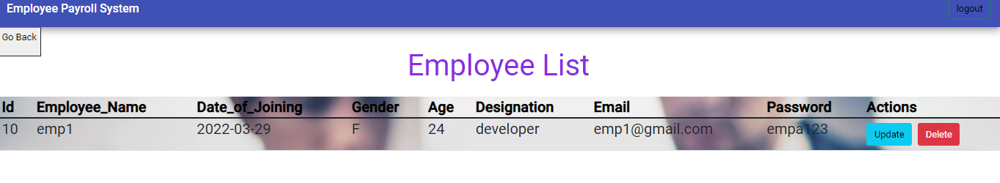 Employee Payroll System logout
Go Back
Employee List
Id Employee_Name Date_of_Joining Gender Age Designation Email Password Actions
10 emp1 2022-03-29 F 24 developer emp1@gmail.com empa123 Update Delete